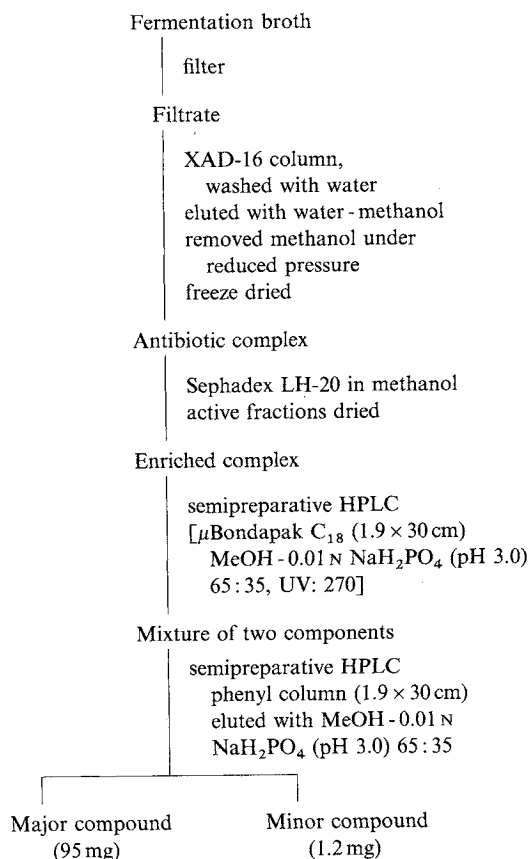 Fermentation broth
filter
Filtrate
XAD-16 column,
washed with water
eluted with water - methanol
removed methanol under
reduced pressure
freeze dried
Antibiotic complex
Sephadex LH-20 in methanol
active fractions dried
Enriched complex
semipreparative HPLC
[μBondapak C₁₈ (1.9 × 30 cm)
MeOH - 0.01 N NaH₂PO₄ (pH 3.0)
65 : 35, UV: 270]
Mixture of two components
semipreparative HPLC
phenyl column (1.9 × 30 cm)
eluted with MeOH - 0.01 N
NaH₂PO₄ (pH 3.0) 65 : 35
Major compound Minor compound
(95 mg) (1.2 mg)